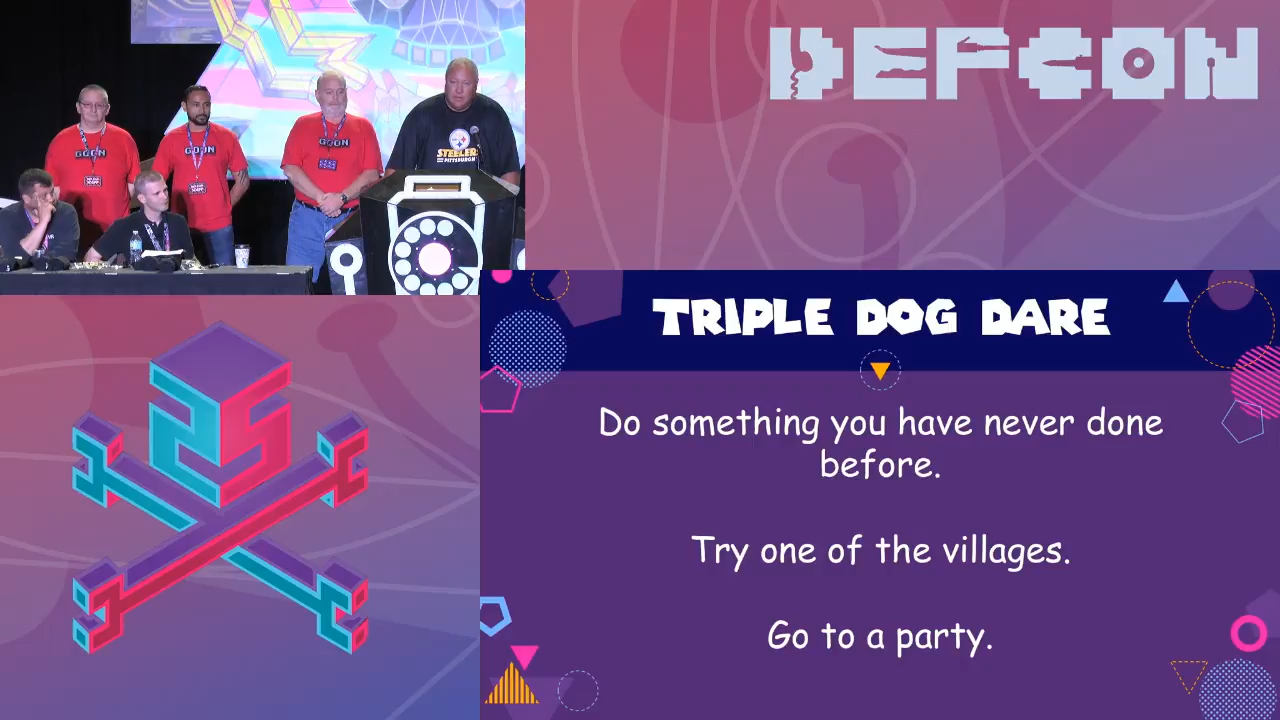 DEFCON
GOON
GOON
GOON
STEELERS
PITTSBURGH
TRIPLE DOG DARE
Do something you have never done
before.
Try one of the villages.
Go to a party.